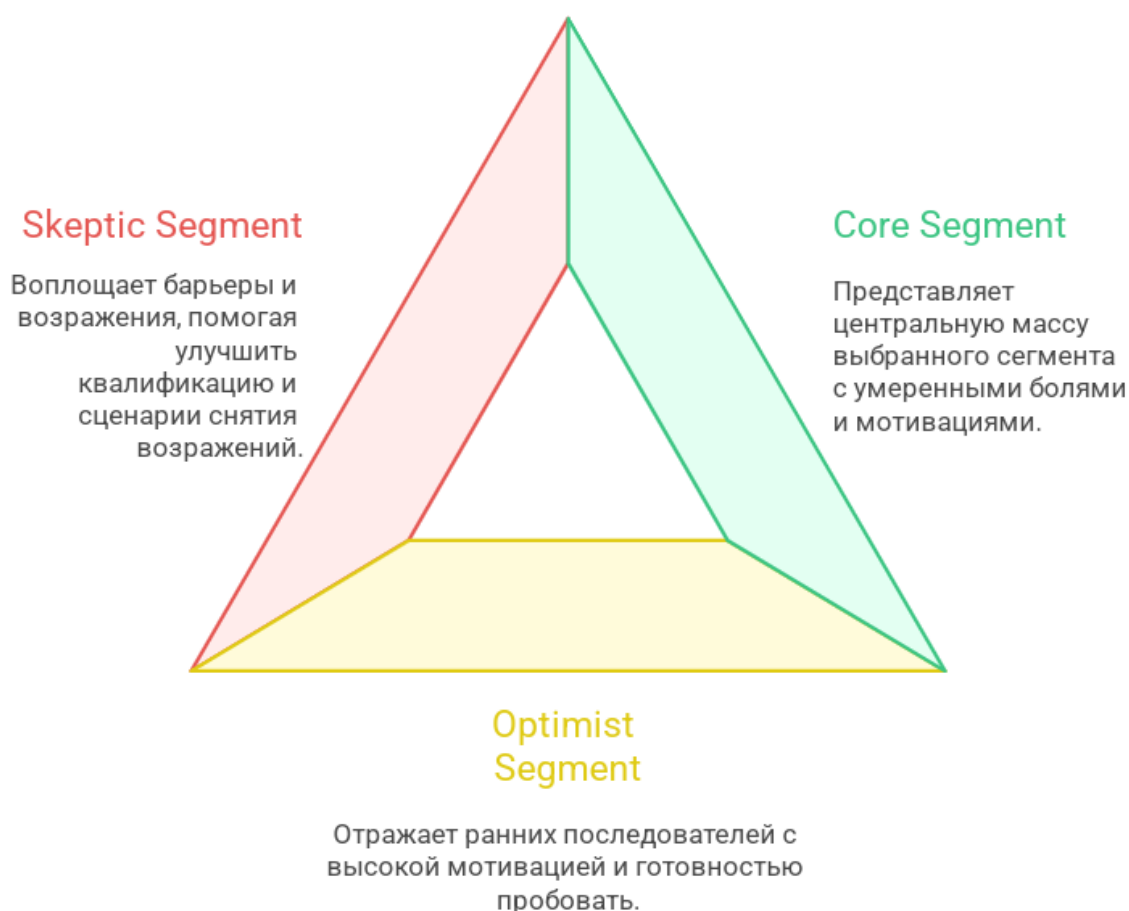 Skeptic Segment
Воплощает барьеры и
возражения, помогая
улучшить
квалификацию и
сценарии снятия
возражений.
Core Segment
Представляет
центральную массу
выбранного сегмента
с умеренными болями
и мотивациями.
Optimist
Segment
Отражает ранних последователей с
высокой мотивацией и готовностью
пробовать.